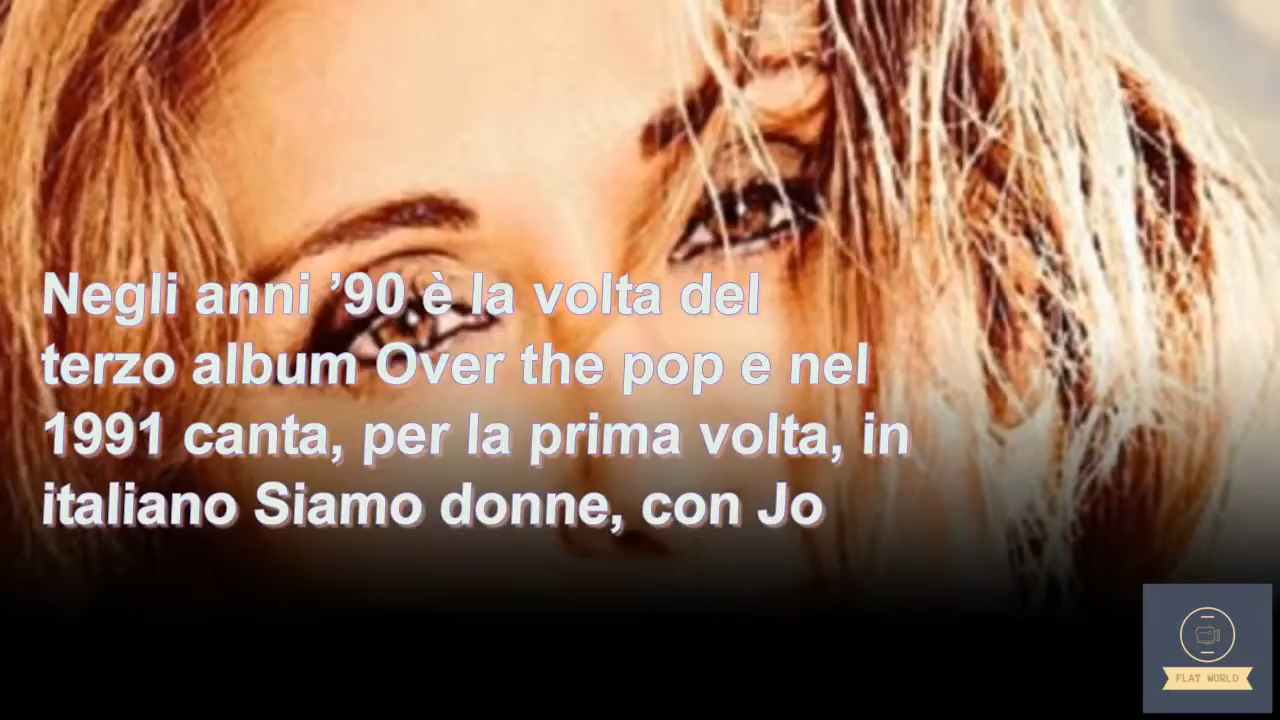 Negli anni ’90 è la volta del
terzo album Over the pop e nel
1991 canta, per la prima volta, in
italiano Siamo donne, con Jo
FLAT WORLD